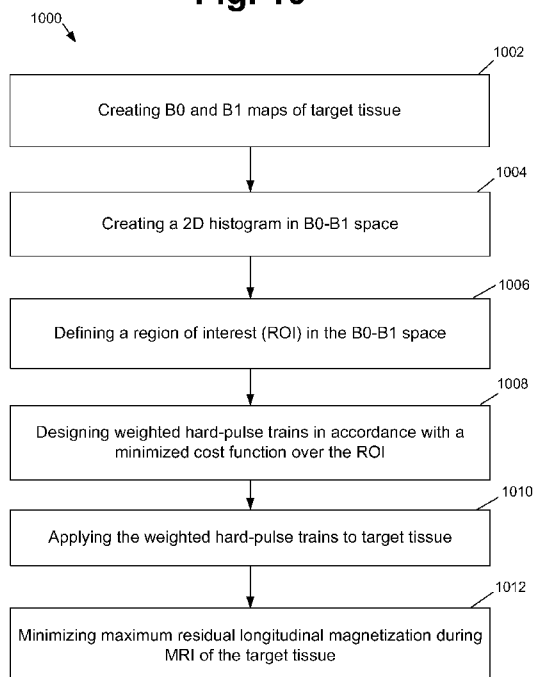 1000
1002
Creating B0 and B1 maps of target tissue
1004
Creating a 2D histogram in B0-B1 space
1006
Defining a region of interest (ROI) in the B0-B1 space
1008
Designing weighted hard-pulse trains in accordance with a
minimized cost function over the ROI
1010
Applying the weighted hard-pulse trains to target tissue
1012
Minimizing maximum residual longitudinal magnetization during
MRI of the target tissue